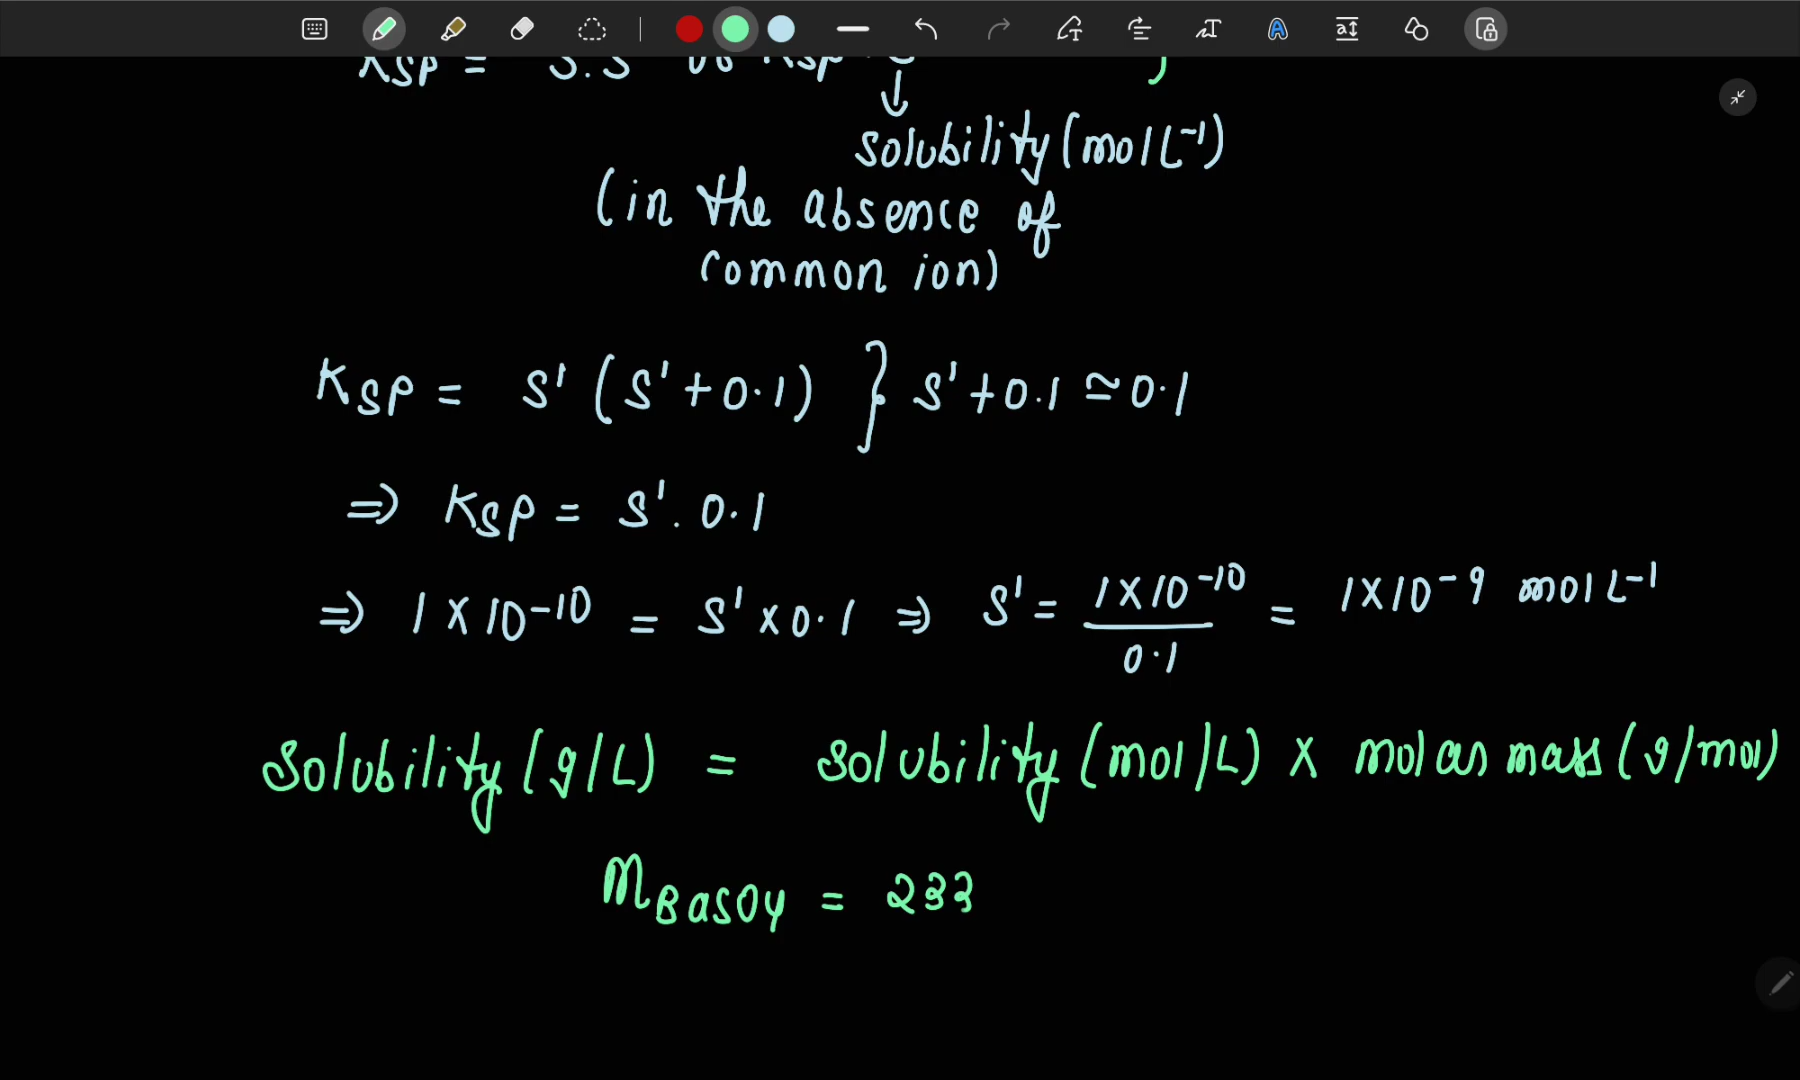 Ksp = S.S
↓
solubility (mol L⁻¹)
(in the absence of
common ion)
Ksp = S' (S' + 0.1) } S' + 0.1 ≃ 0.1
⇒ Ksp = S'. 0.1
⇒ 1 × 10⁻¹⁰ = S' × 0.1 ⇒ S' = 1 × 10⁻¹⁰ / 0.1 = 1 × 10⁻⁹ mol L⁻¹
Solubility (g/L) = solubility (mol/L) × molar mass (g/mol)
M BaSO4 = 233